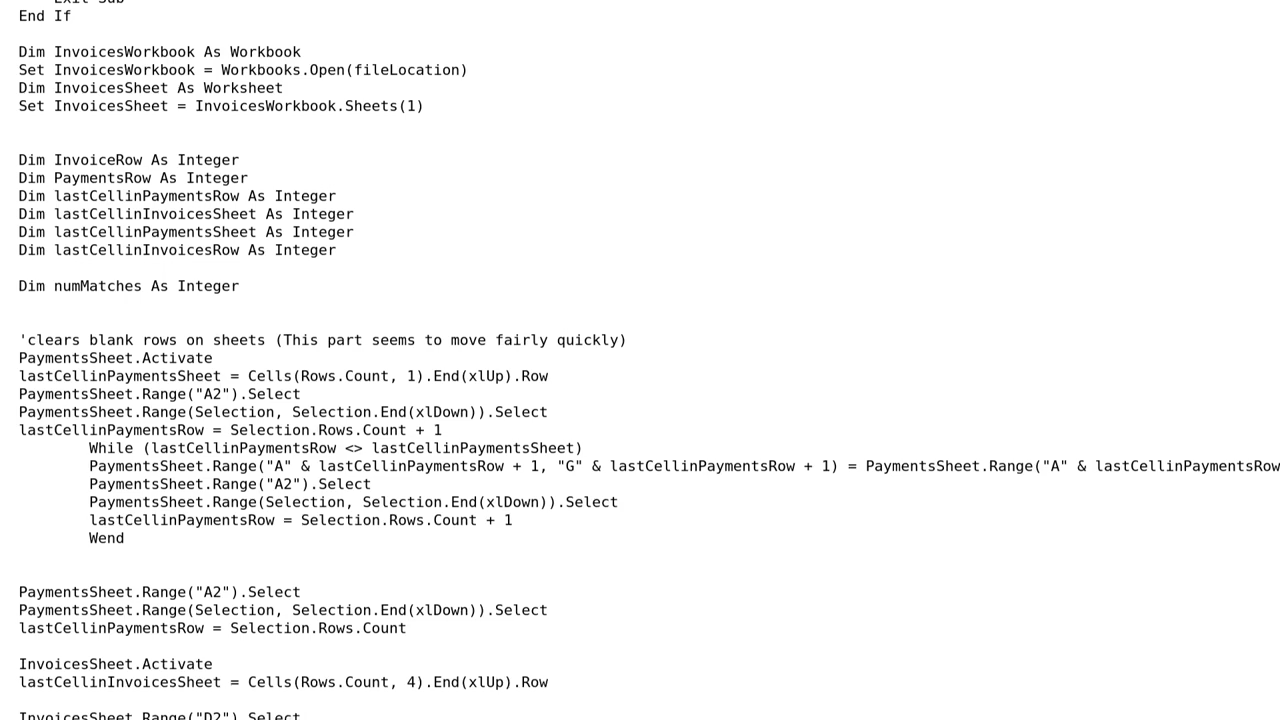 Exit Sub
End If
Dim InvoicesWorkbook As Workbook
Set InvoicesWorkbook = Workbooks.Open(fileLocation)
Dim InvoicesSheet As Worksheet
Set InvoicesSheet = InvoicesWorkbook.Sheets(1)
Dim InvoiceRow As Integer
Dim PaymentsRow As Integer
Dim lastCellinPaymentsRow As Integer
Dim lastCellinInvoicesSheet As Integer
Dim lastCellinPaymentsSheet As Integer
Dim lastCellinInvoicesRow As Integer
Dim numMatches As Integer
'clears blank rows on sheets (This part seems to move fairly quickly)
PaymentsSheet.Activate
lastCellinPaymentsSheet = Cells(Rows.Count, 1).End(xlUp).Row
PaymentsSheet.Range("A2").Select
PaymentsSheet.Range(Selection, Selection.End(xlDown)).Select
lastCellinPaymentsRow = Selection.Rows.Count + 1
While (lastCellinPaymentsRow <> lastCellinPaymentsSheet)
PaymentsSheet.Range("A" & lastCellinPaymentsRow + 1, "G" & lastCellinPaymentsRow + 1) = PaymentsSheet.Range("A" & lastCellinPaymentsRow
PaymentsSheet.Range("A2").Select
PaymentsSheet.Range(Selection, Selection.End(xlDown)).Select
lastCellinPaymentsRow = Selection.Rows.Count + 1
Wend
PaymentsSheet.Range("A2").Select
PaymentsSheet.Range(Selection, Selection.End(xlDown)).Select
lastCellinPaymentsRow = Selection.Rows.Count
InvoicesSheet.Activate
lastCellinInvoicesSheet = Cells(Rows.Count, 4).End(xlUp).Row
InvoicesSheet.Range("D2").Select